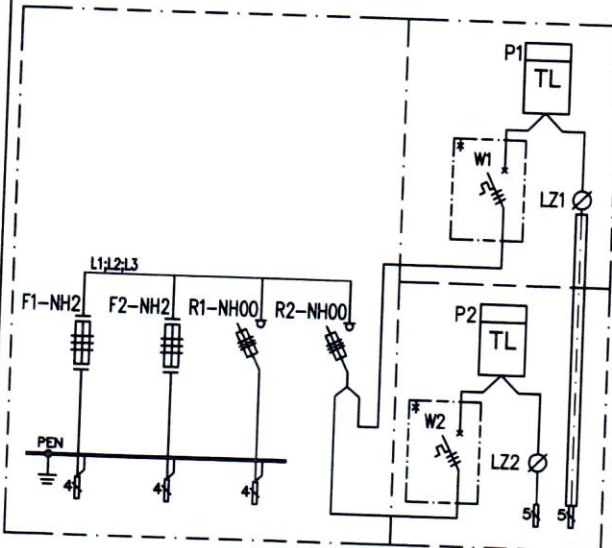 P1
TL
*
W1
LZ1
L1;L2;L3
F1-NH2 F2-NH2 R1-NH00 R2-NH00
P2
TL
*
W2
LZ2
PEN
4 4 4
5 5